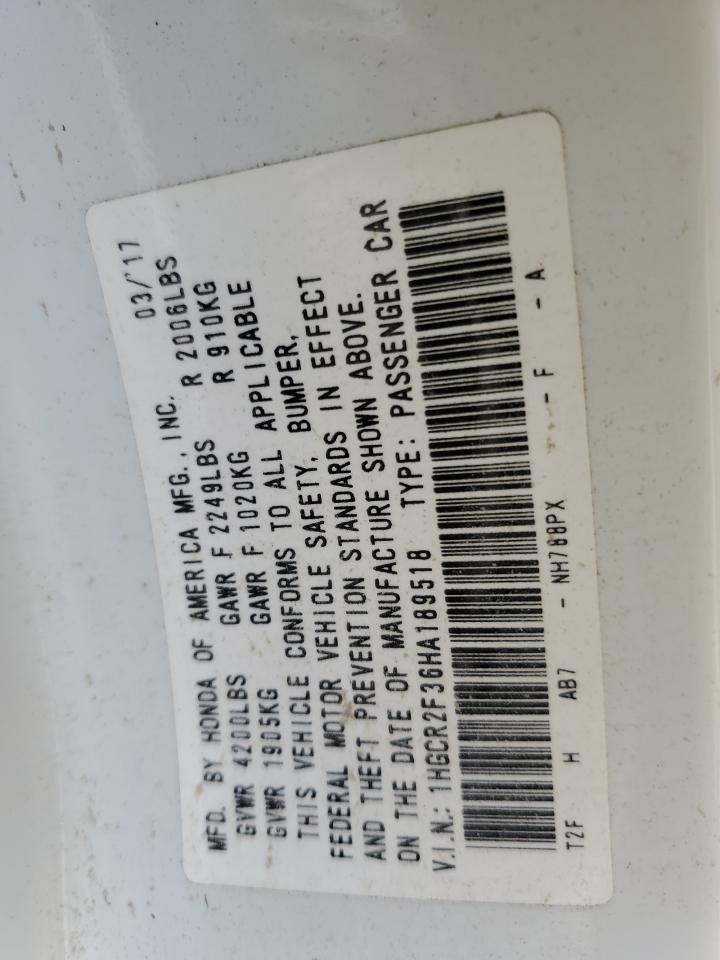 MFD. BY HONDA OF AMERICA MFG., INC. 03/'17
GVWR 4200LBS GAWR F 2249LBS R 2006LBS
GVWR 1905KG GAWR F 1020KG R 910KG
THIS VEHICLE CONFORMS TO ALL APPLICABLE
FEDERAL MOTOR VEHICLE SAFETY, BUMPER,
AND THEFT PREVENTION STANDARDS IN EFFECT
ON THE DATE OF MANUFACTURE SHOWN ABOVE.
V.I.N.: 1HGCR2F36HA189518 TYPE: PASSENGER CAR
T2F H AB7 - NH788PX - F - A